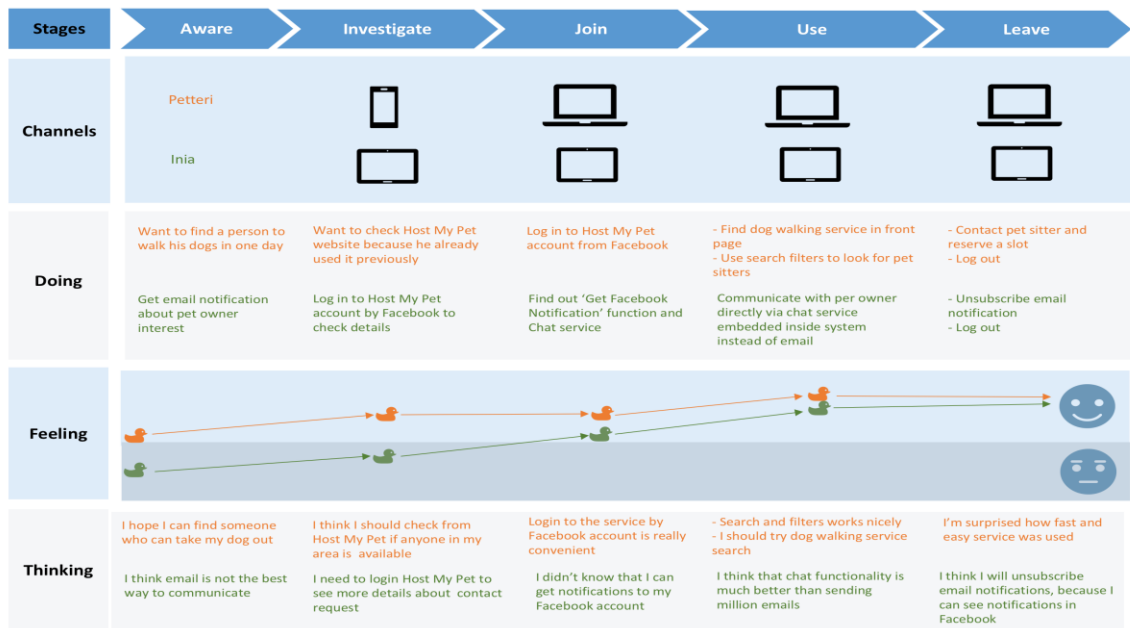 Stages
Aware
Investigate
Join
Use
Leave
Channels
Petteri
Inia
Doing
Want to find a person to
walk his dogs in one day
Want to check Host My Pet
website because he already
used it previously
Log in to Host My Pet
account from Facebook
- Find dog walking service in front
page
- Use search filters to look for pet
sitters
- Contact pet sitter and
reserve a slot
- Log out
Get email notification
about pet owner
interest
Log in to Host My Pet
account by Facebook to
check details
Find out ‘Get Facebook
Notification’ function and
Chat service
Communicate with per owner
directly via chat service
embedded inside system
instead of email
- Unsubscribe email
notification
- Log out
Feeling
Thinking
I hope I can find someone
who can take my dog out
I think I should check from
Host My Pet if anyone in my
area is  available
Login to the service by
Facebook account is really
convenient
- Search and filters works nicely
- I should try dog walking service
search
I’m surprised how fast and
easy service was used
I think email is not the best
way to communicate
I need to login Host My Pet to
see more details about  contact
request
I didn’t know that I can
get notifications to my
Facebook account
I think that chat functionality is
much better than sending
million emails
I think I will unsubscribe
email notifications, because I
can see notifications in
Facebook